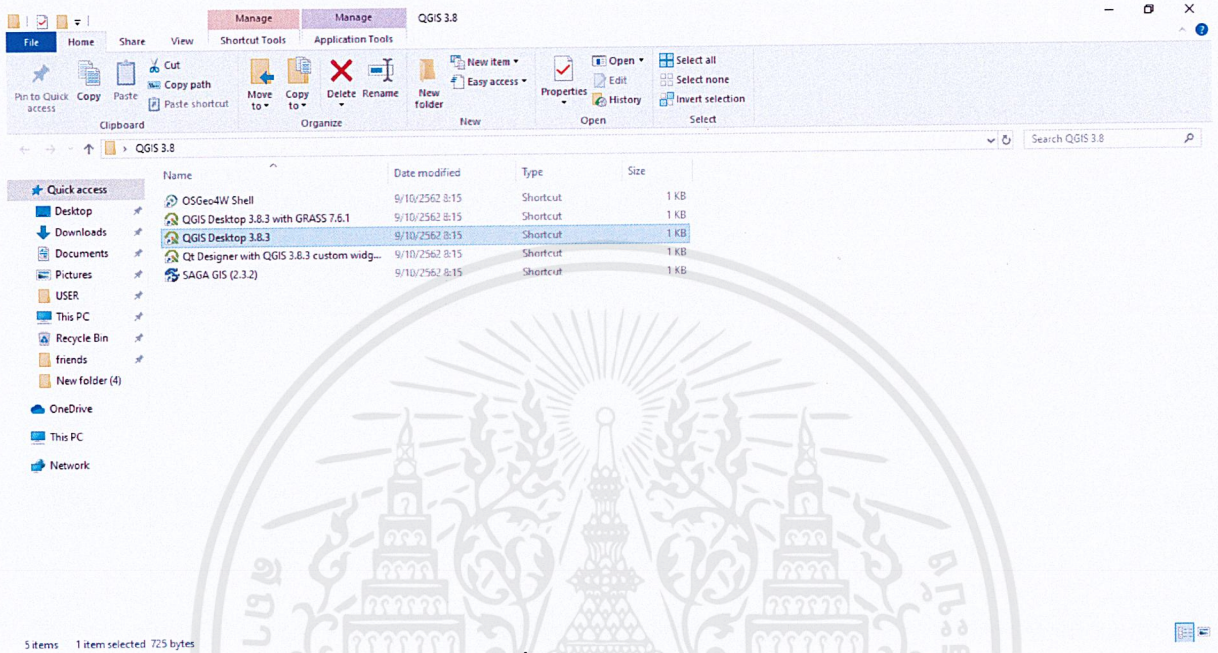 Manage Manage QGIS 3.8
File Home Share View Shortcut Tools Application Tools
Pin to Quick access
Copy
Paste
Cut
Copy path
Paste shortcut
Clipboard
Move to
Copy to
Delete
Rename
Organize
New folder
New item
Easy access
New
Properties
Open
Edit
History
Open
Select all
Select none
Invert selection
Select
QGIS 3.8
Search QGIS 3.8
Name Date modified Type Size
OSGeo4W Shell 9/10/2562 8:15 Shortcut 1 KB
QGIS Desktop 3.8.3 with GRASS 7.6.1 9/10/2562 8:15 Shortcut 1 KB
QGIS Desktop 3.8.3 9/10/2562 8:15 Shortcut 1 KB
Qt Designer with QGIS 3.8.3 custom widg... 9/10/2562 8:15 Shortcut 1 KB
SAGA GIS (2.3.2) 9/10/2562 8:15 Shortcut 1 KB
Quick access
Desktop
Downloads
Documents
Pictures
USER
This PC
Recycle Bin
friends
New folder (4)
OneDrive
This PC
Network
5 items 1 item selected 725 bytes